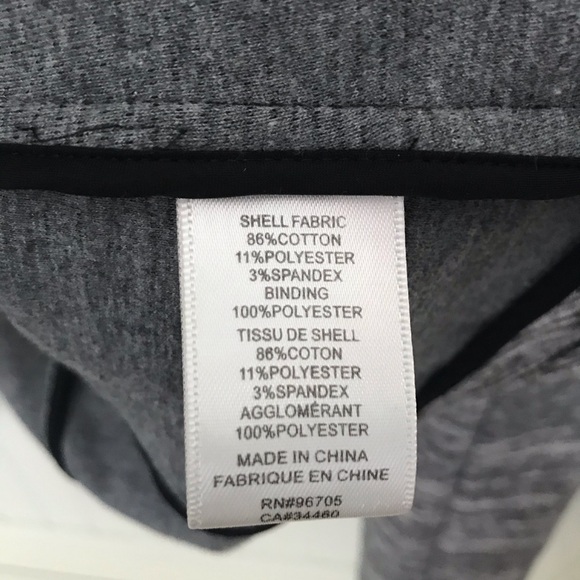 SHELL FABRIC
86%COTTON
11%POLYESTER
3%SPANDEX
BINDING
100%POLYESTER
TISSU DE SHELL
86%COTON
11%POLYESTER
3%SPANDEX
AGGLOMÉRANT
100%POLYESTER
MADE IN CHINA
FABRIQUE EN CHINE
RN#96705
CA#34460